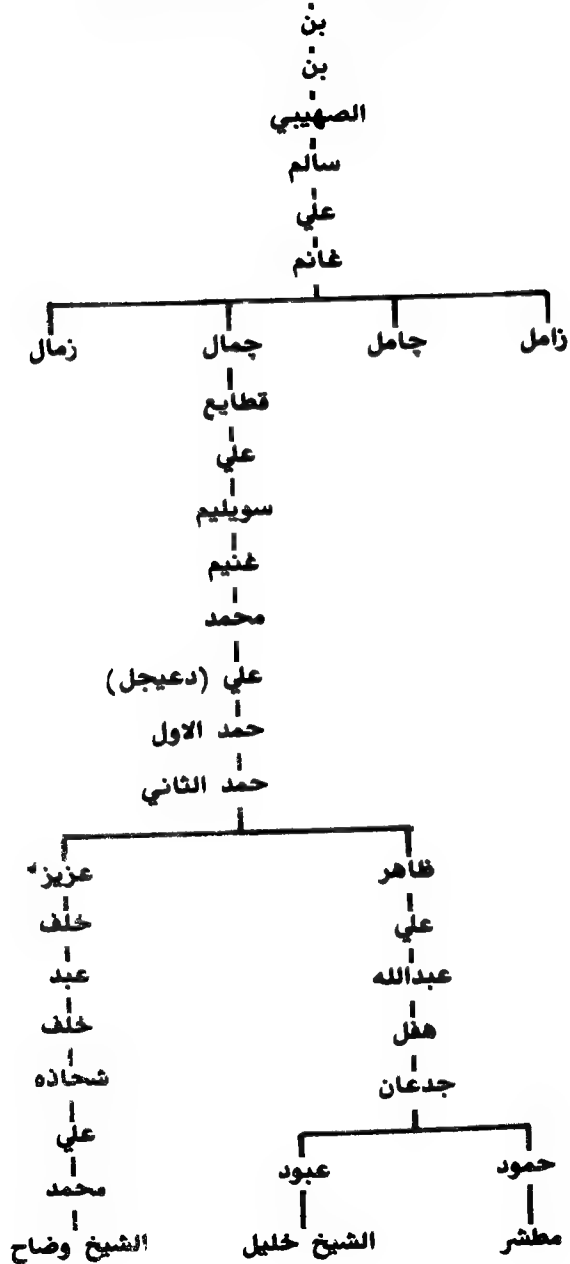 بن
بن
الصهيبي
سالم
علي
غانم
زامل چامل چمال زمال
قطايع
علي
سويليم
غنيم
محمد
علي (دعيجل)
حمد الاول
حمد الثاني
ظاهر عزيز*
علي خلف
عبدالله عبد
هفل خلف
جدعان شحاذه
علي
حمود عبود محمد
مطشر الشيخ خليل الشيخ وضاح